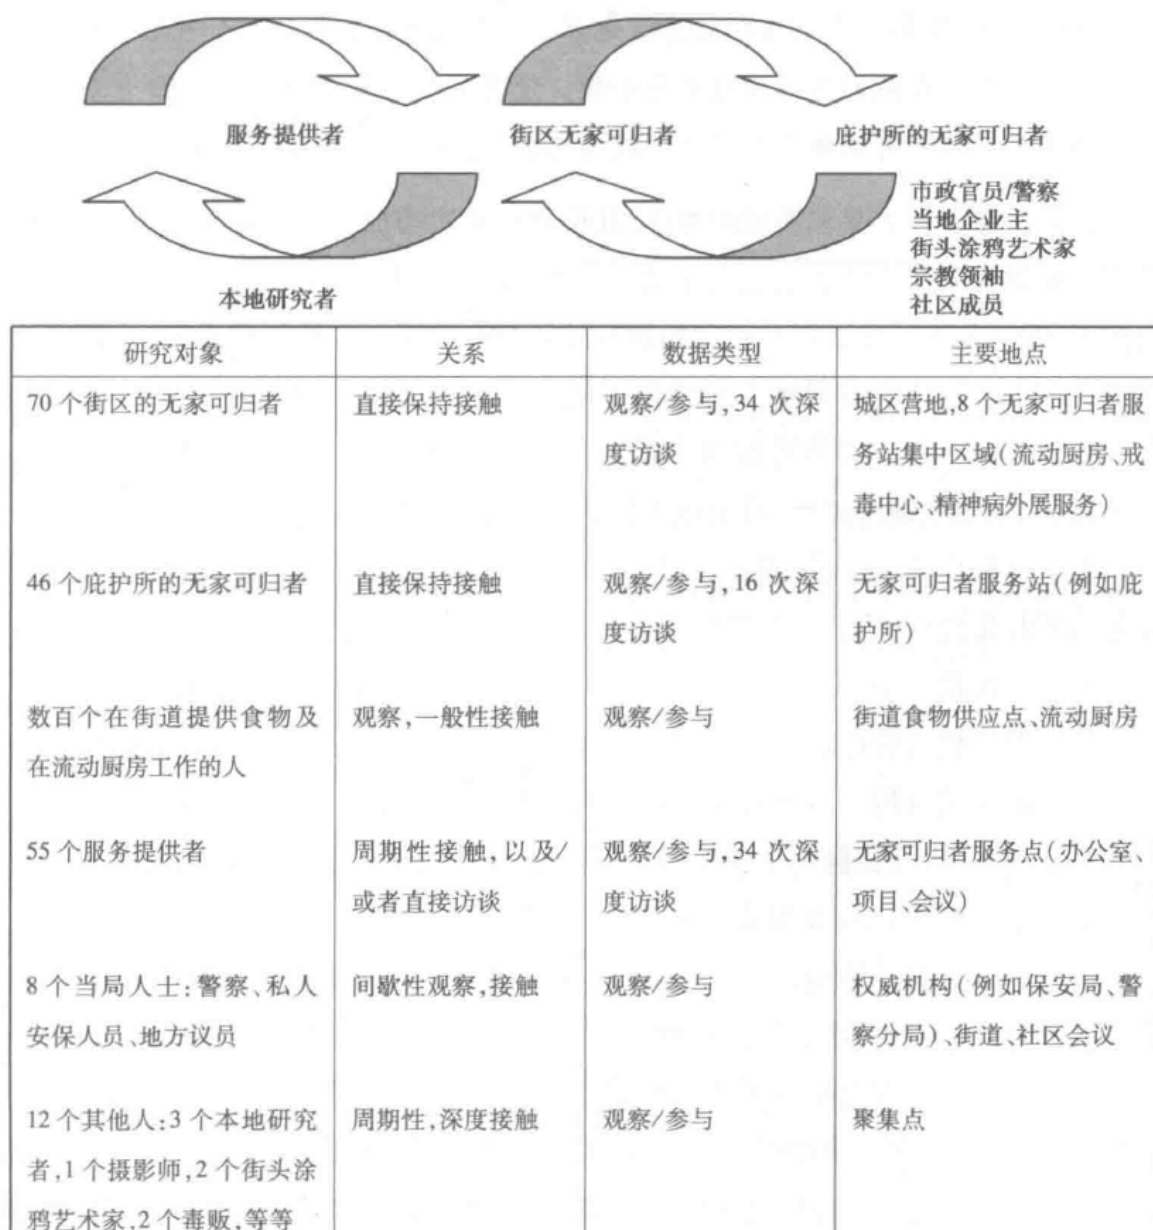 服务提供者
街区无家可归者
庇护所的无家可归者
市政官员/警察
当地企业主
街头涂鸦艺术家
宗教领袖
社区成员
本地研究者
研究对象 关系 数据类型 主要地点
70 个街区的无家可归者 直接保持接触 观察/参与,34 次深 城区营地,8 个无家可归者服
度访谈 务站集中区域(流动厨房、戒
毒中心、精神病外展服务)
46 个庇护所的无家可归者 直接保持接触 观察/参与,16 次深 无家可归者服务站(例如庇
度访谈 护所)
数百个在街道提供食物及 观察,一般性接触 观察/参与 街道食物供应点、流动厨房
在流动厨房工作的人
55 个服务提供者 周期性接触,以及/ 观察/参与,34 次深 无家可归者服务点(办公室、
或者直接访谈 度访谈 项目、会议)
8 个当局人士:警察、私人 间歇性观察,接触 观察/参与 权威机构(例如保安局、警
安保人员、地方议员 察分局)、街道、社区会议
12 个其他人:3 个本地研究 周期性,深度接触 观察/参与 聚集点
者,1 个摄影师,2 个街头涂
鸦艺术家,2 个毒贩,等等